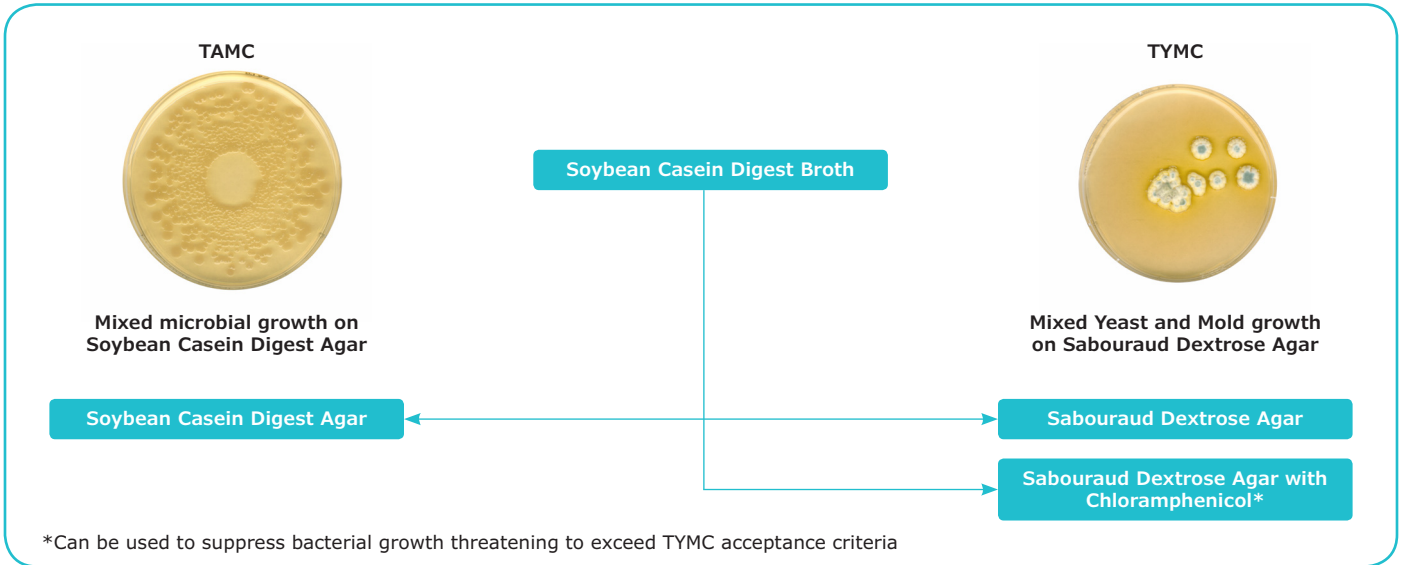 TAMC
TYMC
Soybean Casein Digest Broth
Mixed microbial growth on
Soybean Casein Digest Agar
Mixed Yeast and Mold growth
on Sabouraud Dextrose Agar
Soybean Casein Digest Agar
Sabouraud Dextrose Agar
Sabouraud Dextrose Agar with
Chloramphenicol*
*Can be used to suppress bacterial growth threatening to exceed TYMC acceptance criteria